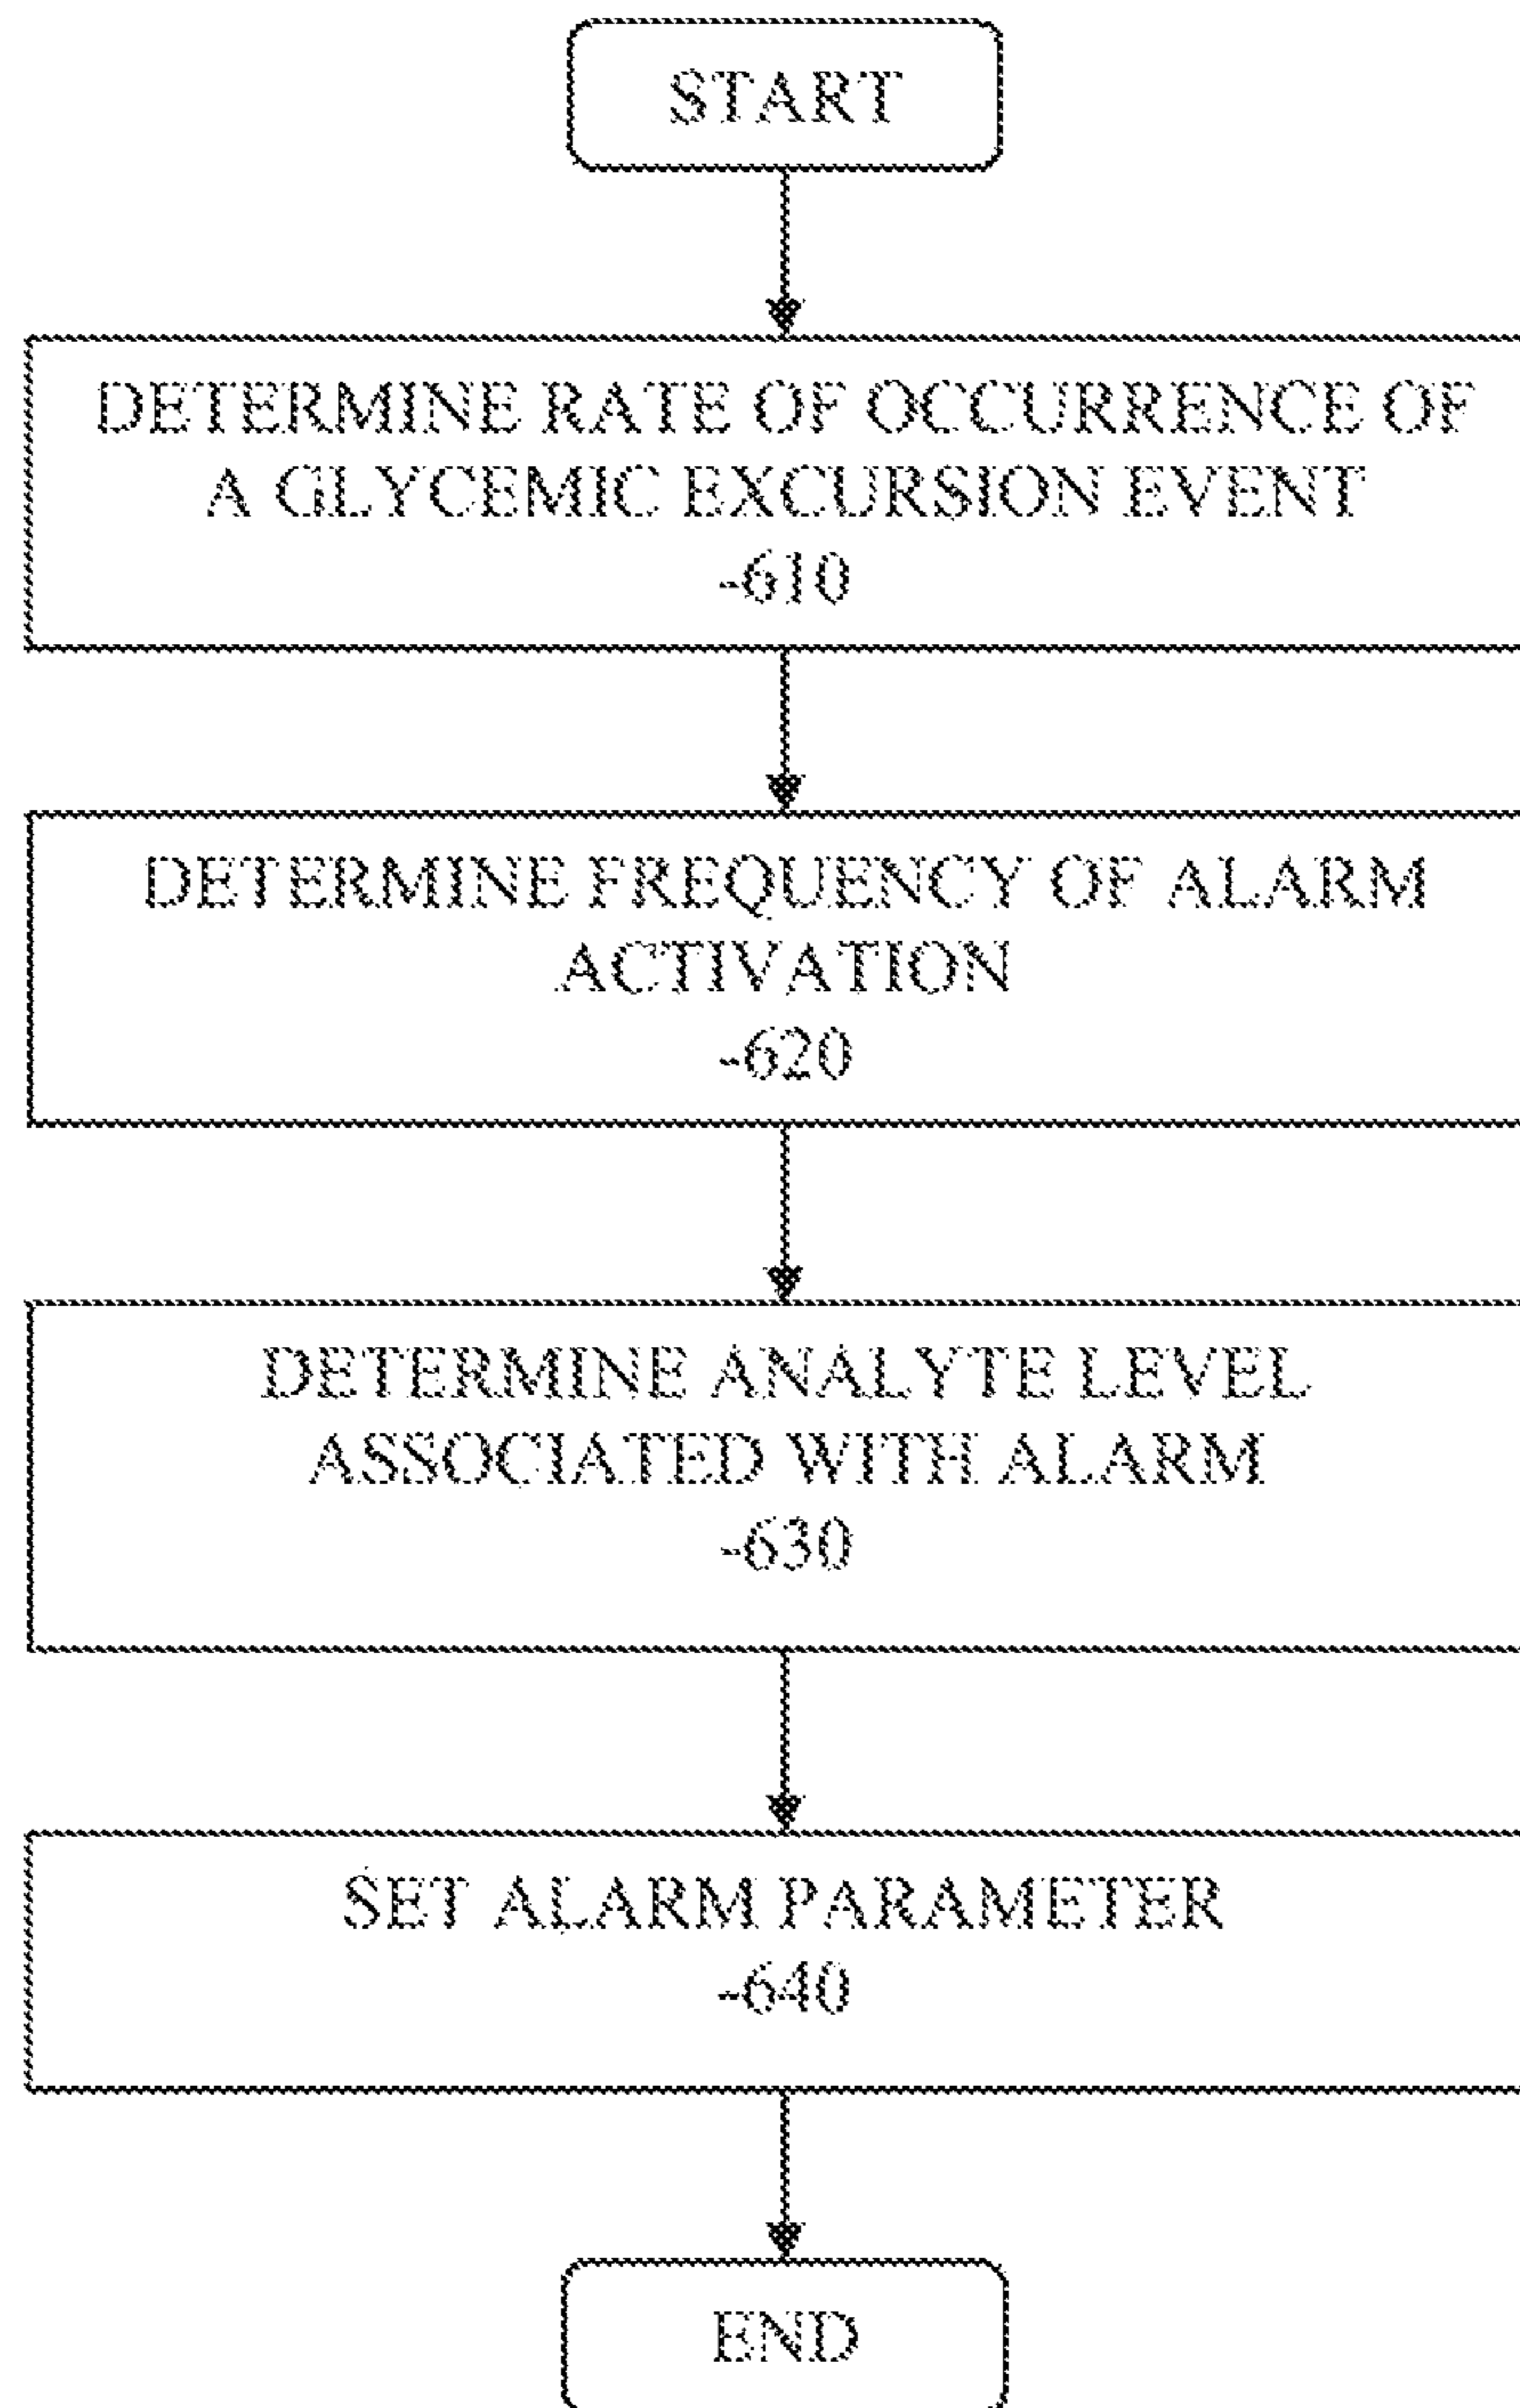 START
DETERMINE RATE OF OCCURRENCE OF
A GLYCEMIC EXCURSION EVENT
-610
DETERMINE FREQUENCY OF ALARM
ACTIVATION
-620
DETERMINE ANALYTE LEVEL
ASSOCIATED WITH ALARM
-630
SET ALARM PARAMETER
-640
END